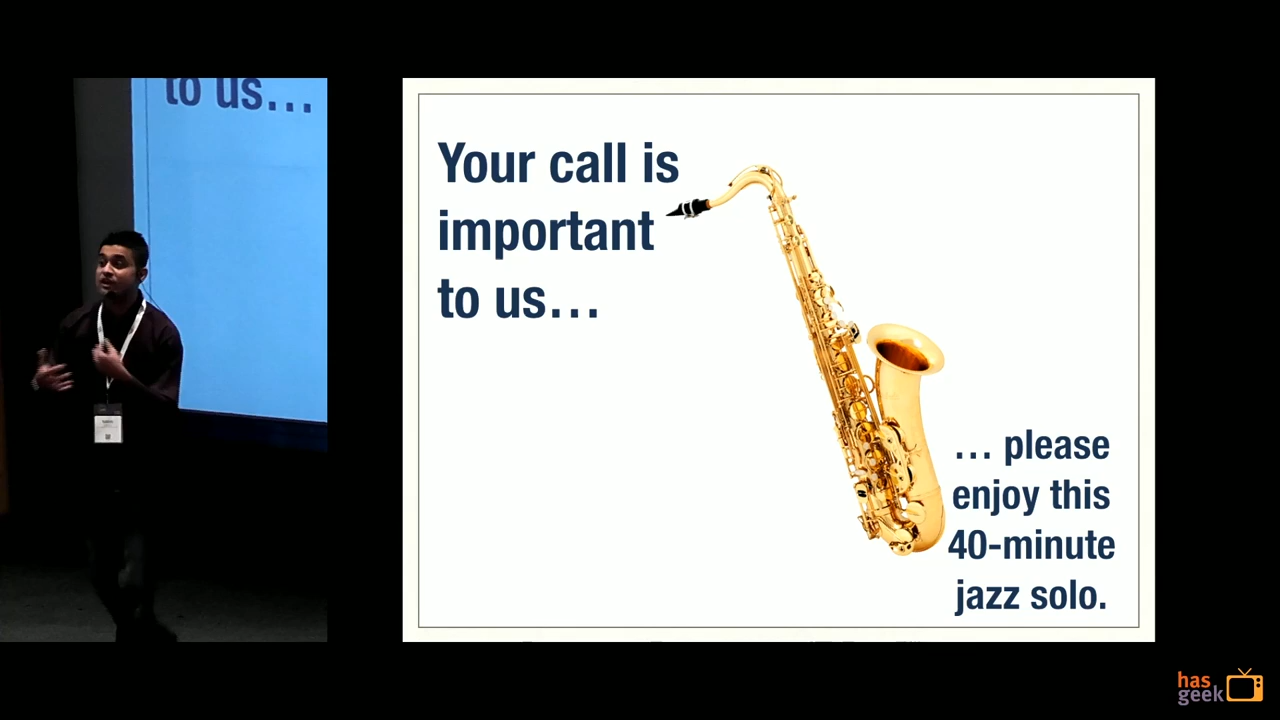 to us...
Your call is
important
to us...
... please
enjoy this
40-minute
jazz solo.
has
geek